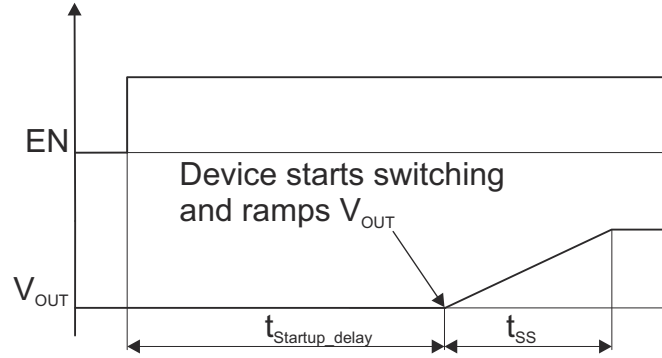 EN
Device starts switching
and ramps VOUT
VOUT
tStartup_delay
tSS